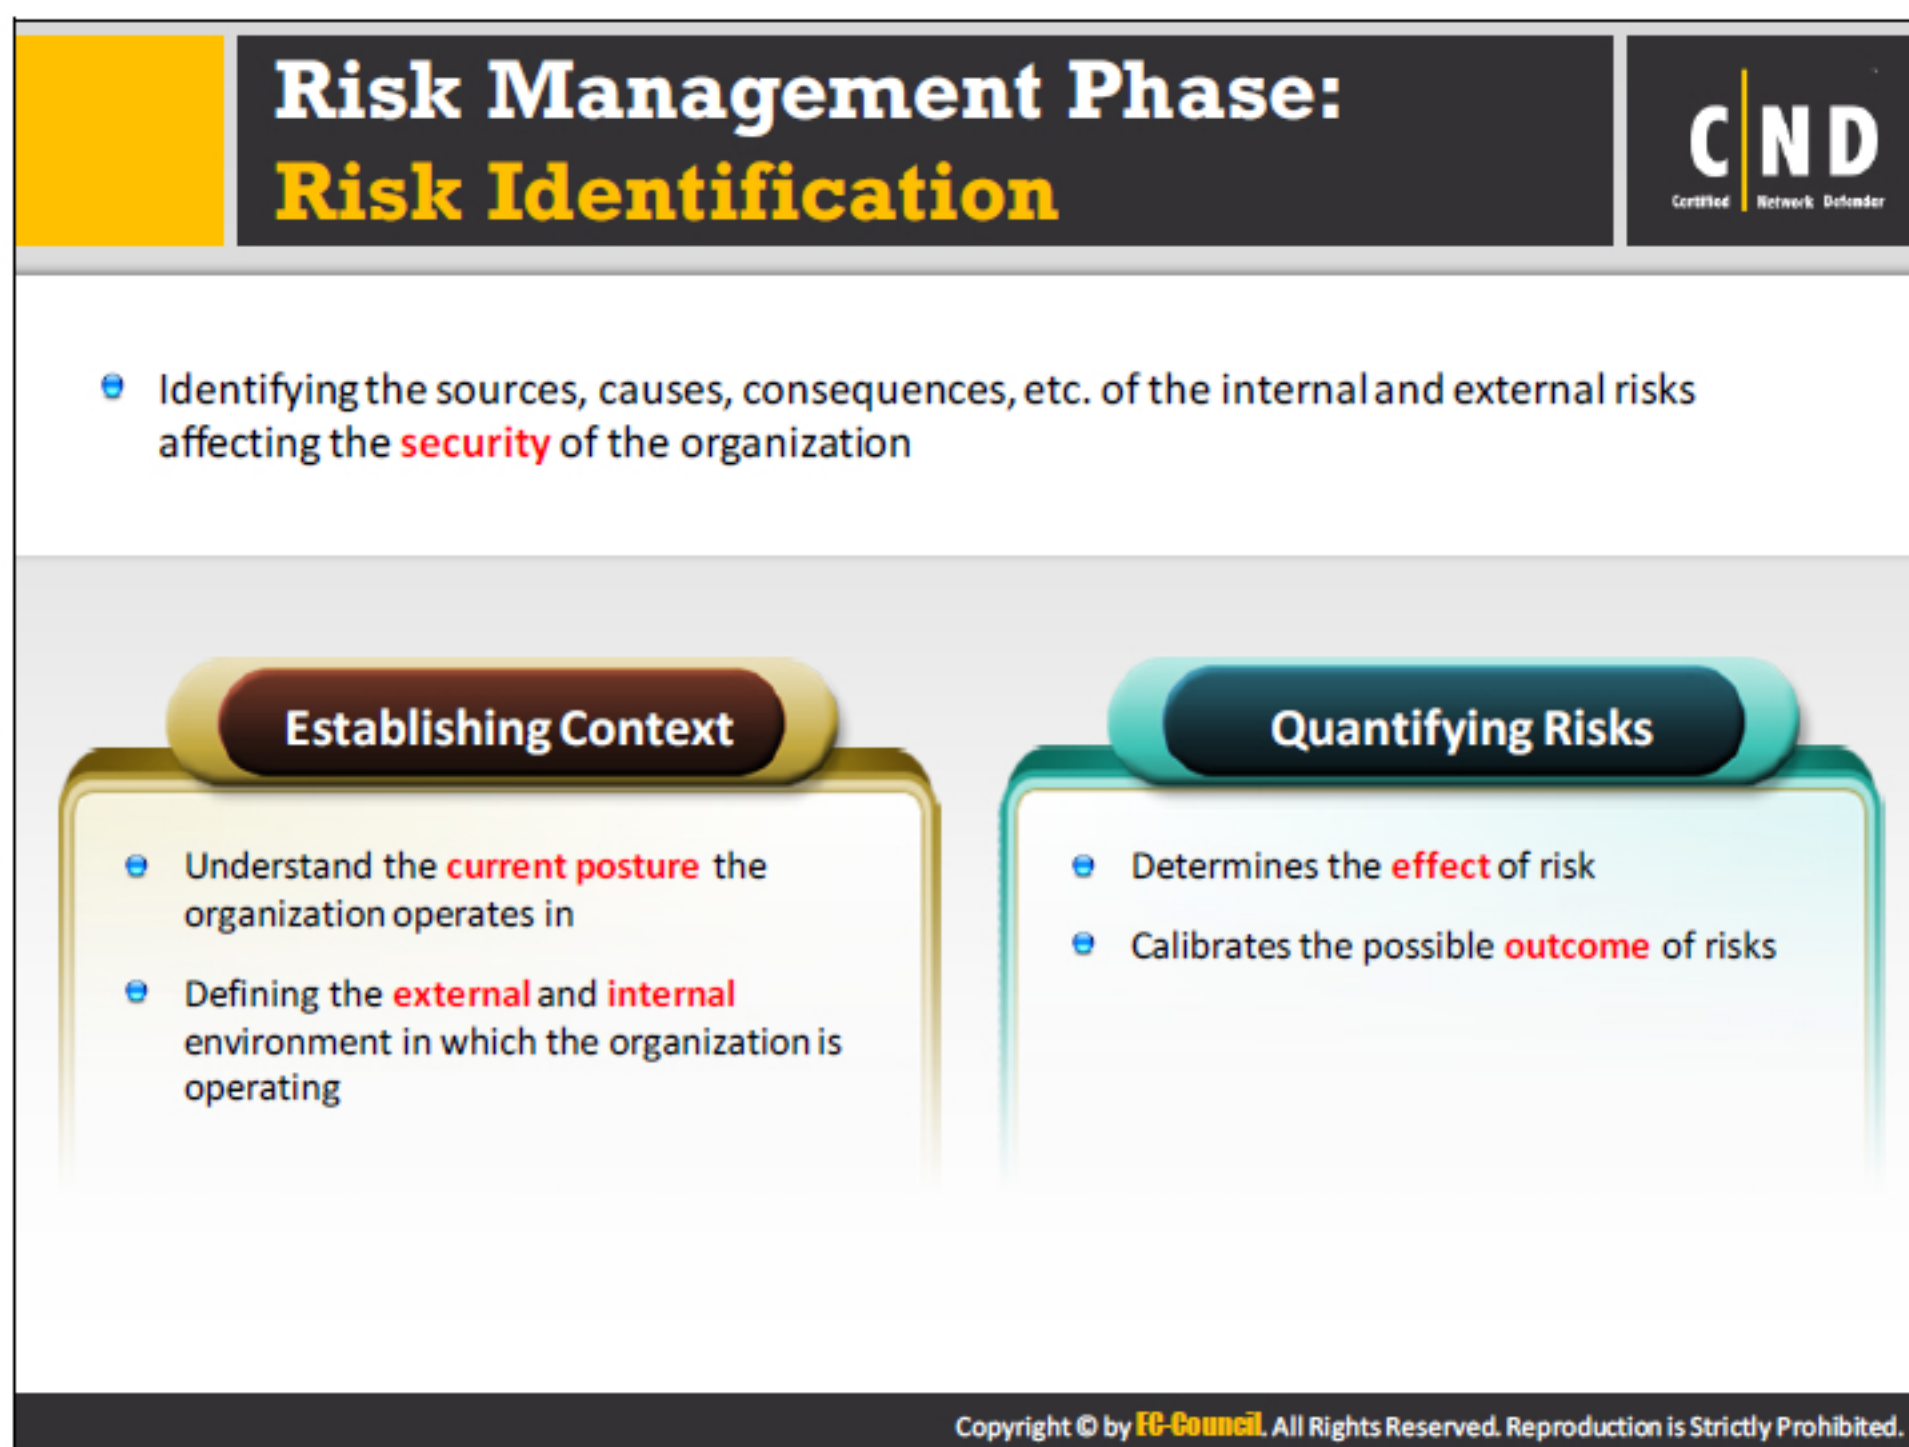 Risk Management Phase:
Risk Identification
C|ND
Certified Network Defender
Identifying the sources, causes, consequences, etc. of the internal and external risks
affecting the security of the organization
Establishing Context
Understand the current posture the
organization operates in
Defining the external and internal
environment in which the organization is
operating
Quantifying Risks
Determines the effect of risk
Calibrates the possible outcome of risks
Copyright © by EC-Council. All Rights Reserved. Reproduction is Strictly Prohibited.